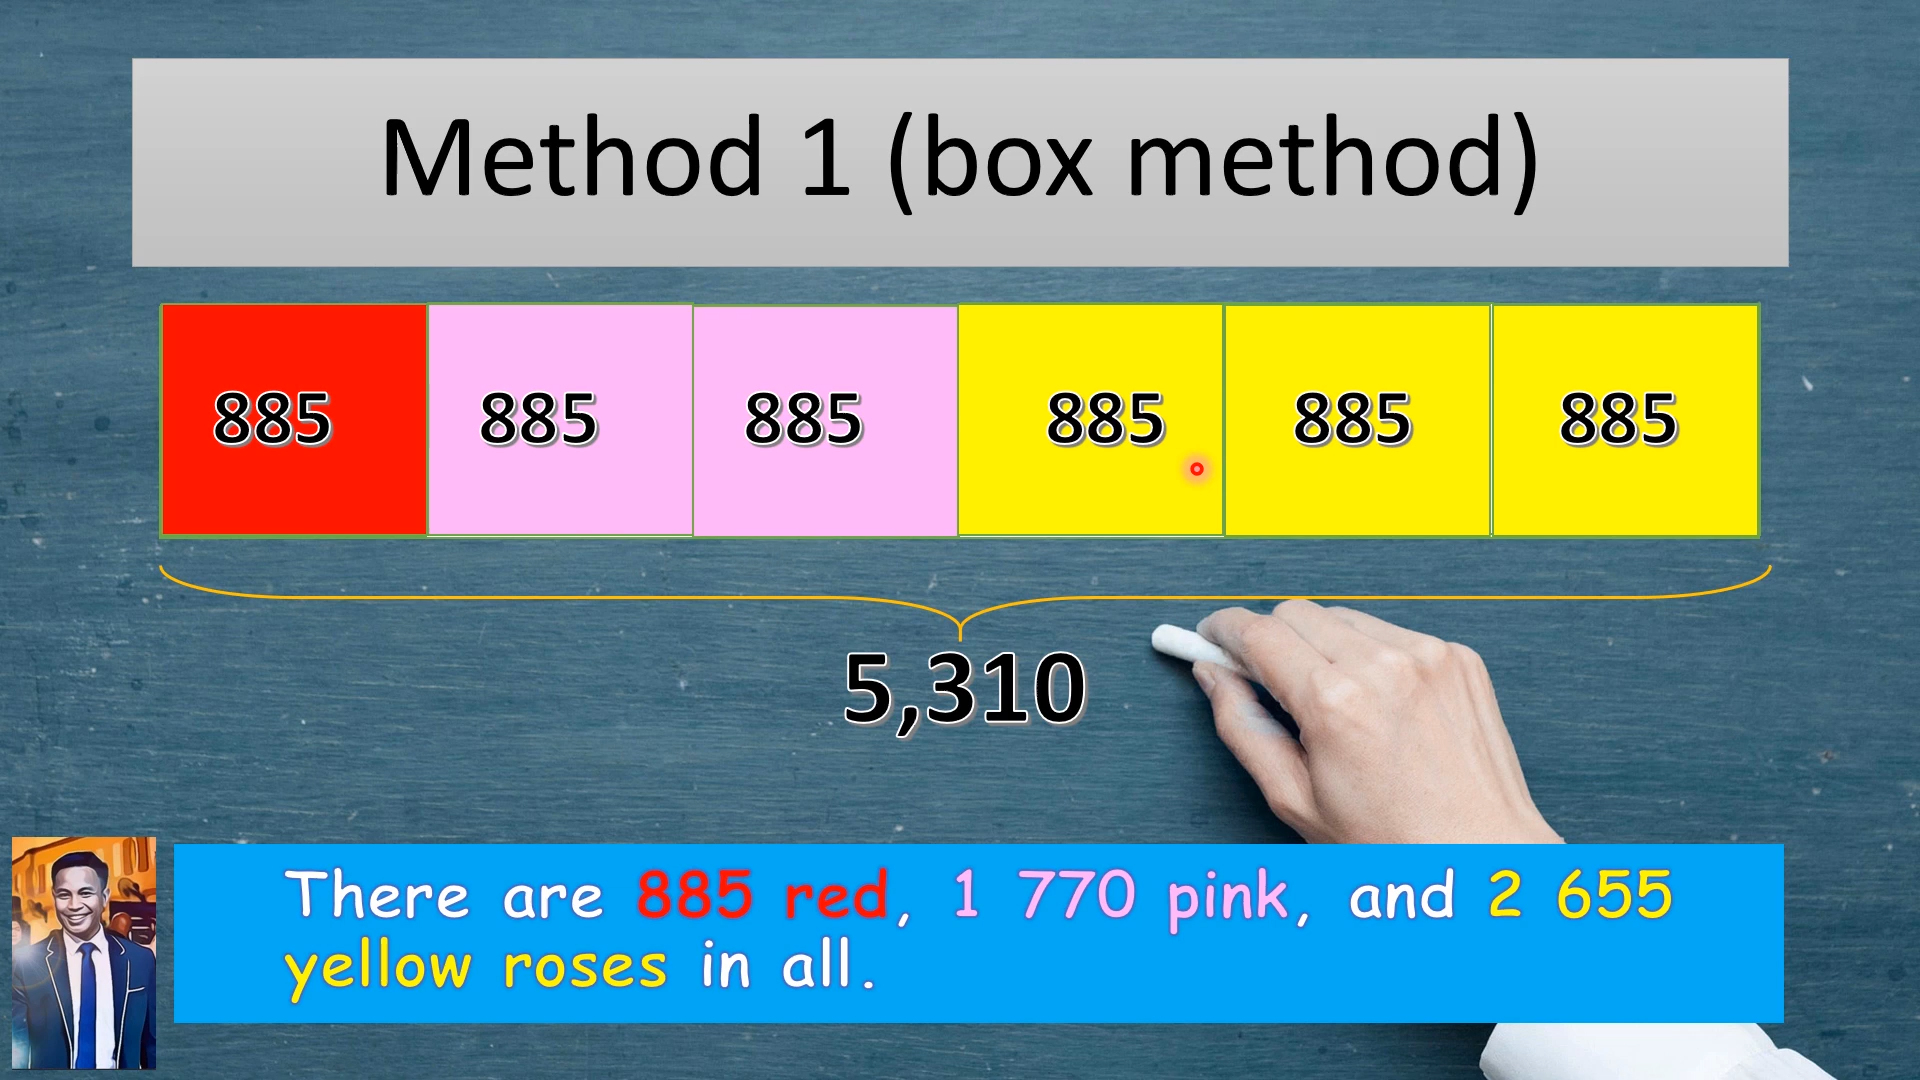 Method 1 (box method)
885 885 885 885 885 885
5,310
There are 885 red, 1 770 pink, and 2 655
yellow roses in all.